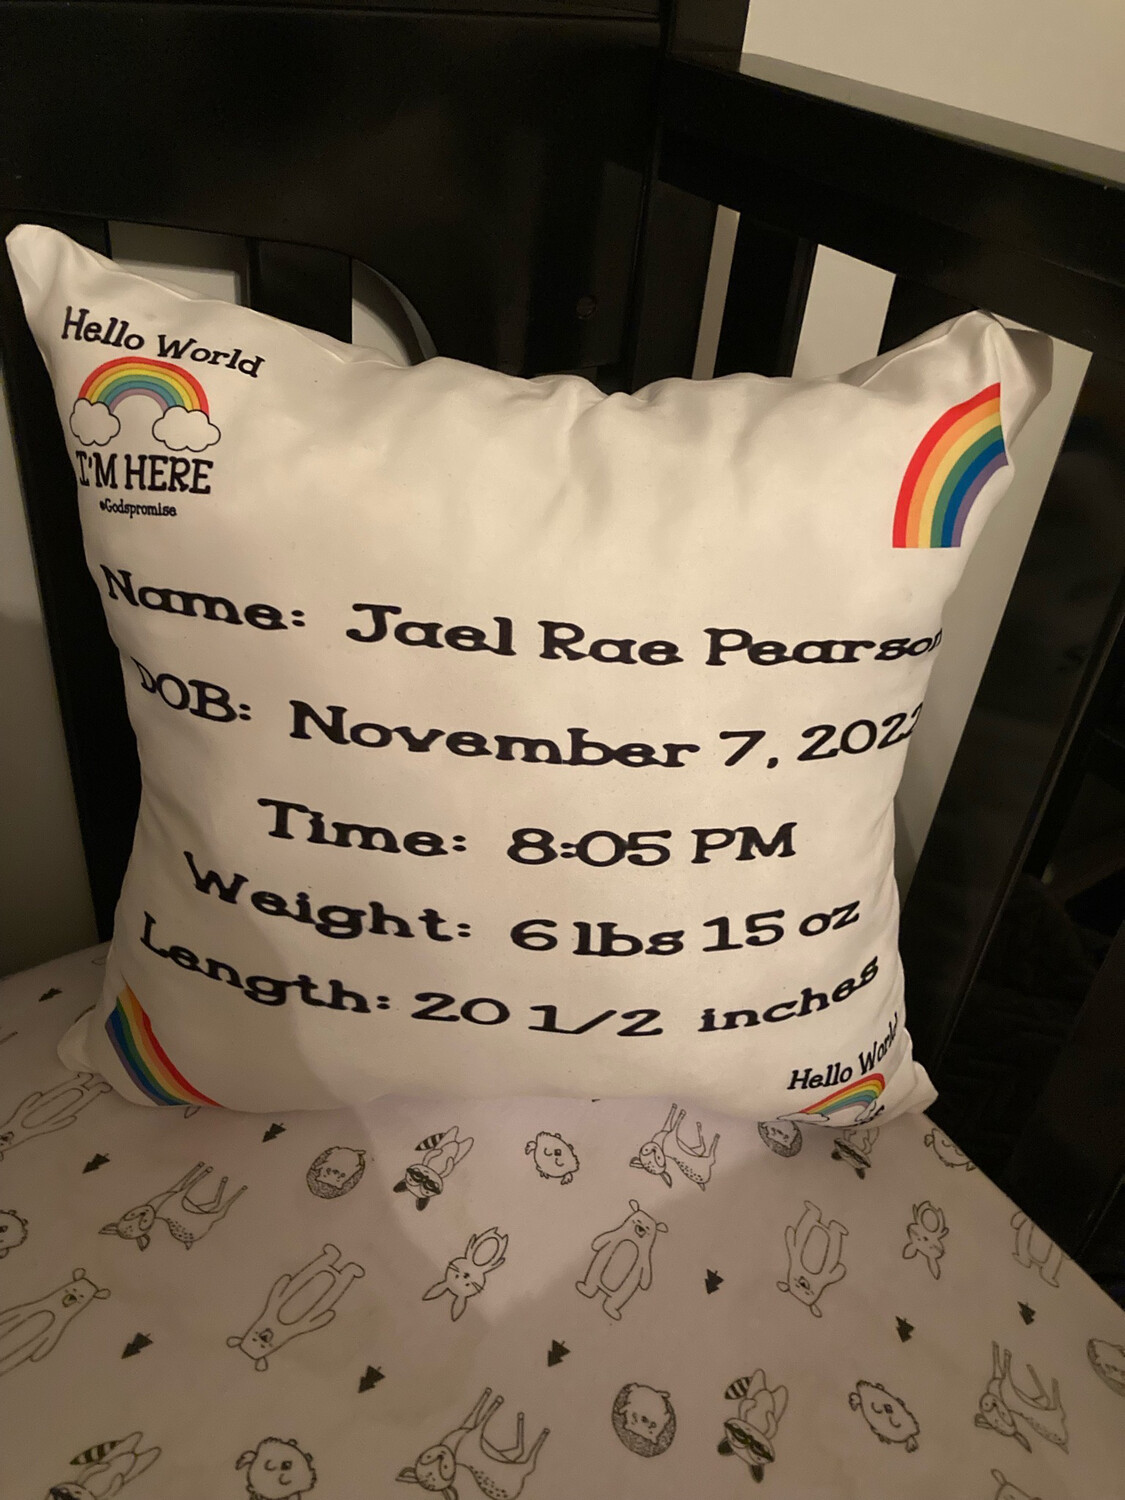 Hello World
I'M HERE
#Godspromise
Name: Jael Rae Pearson
DOB: November 7, 2022
Time: 8:05 PM
Weight: 6 lbs 15 oz
Length: 20 1/2 inches
Hello World